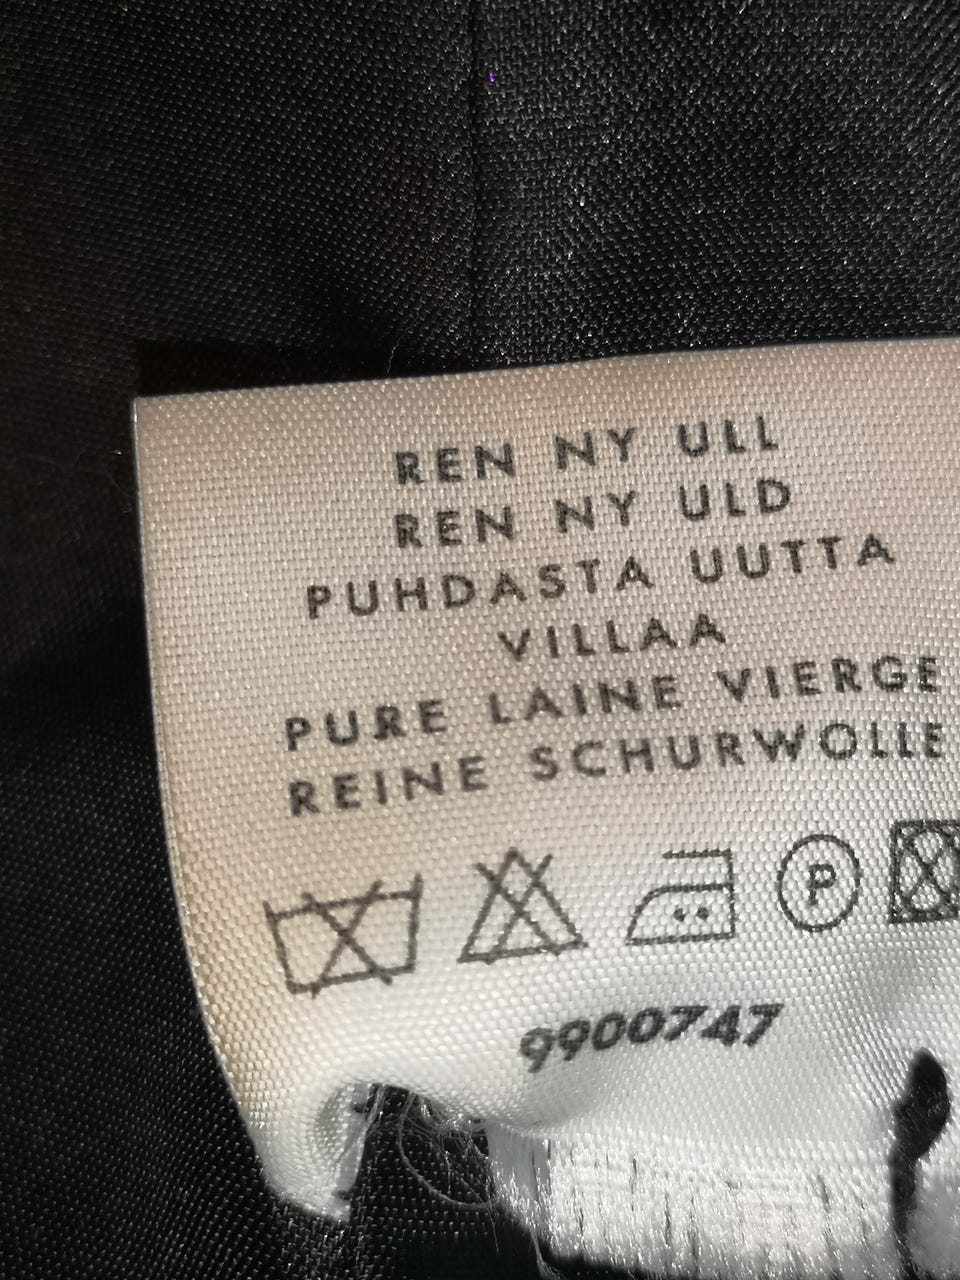 REN NY ULL
REN NY ULD
PUHDASTA UUTTA
VILLAA
PURE LAINE VIERGE
REINE SCHURWOLLE
P
9900747